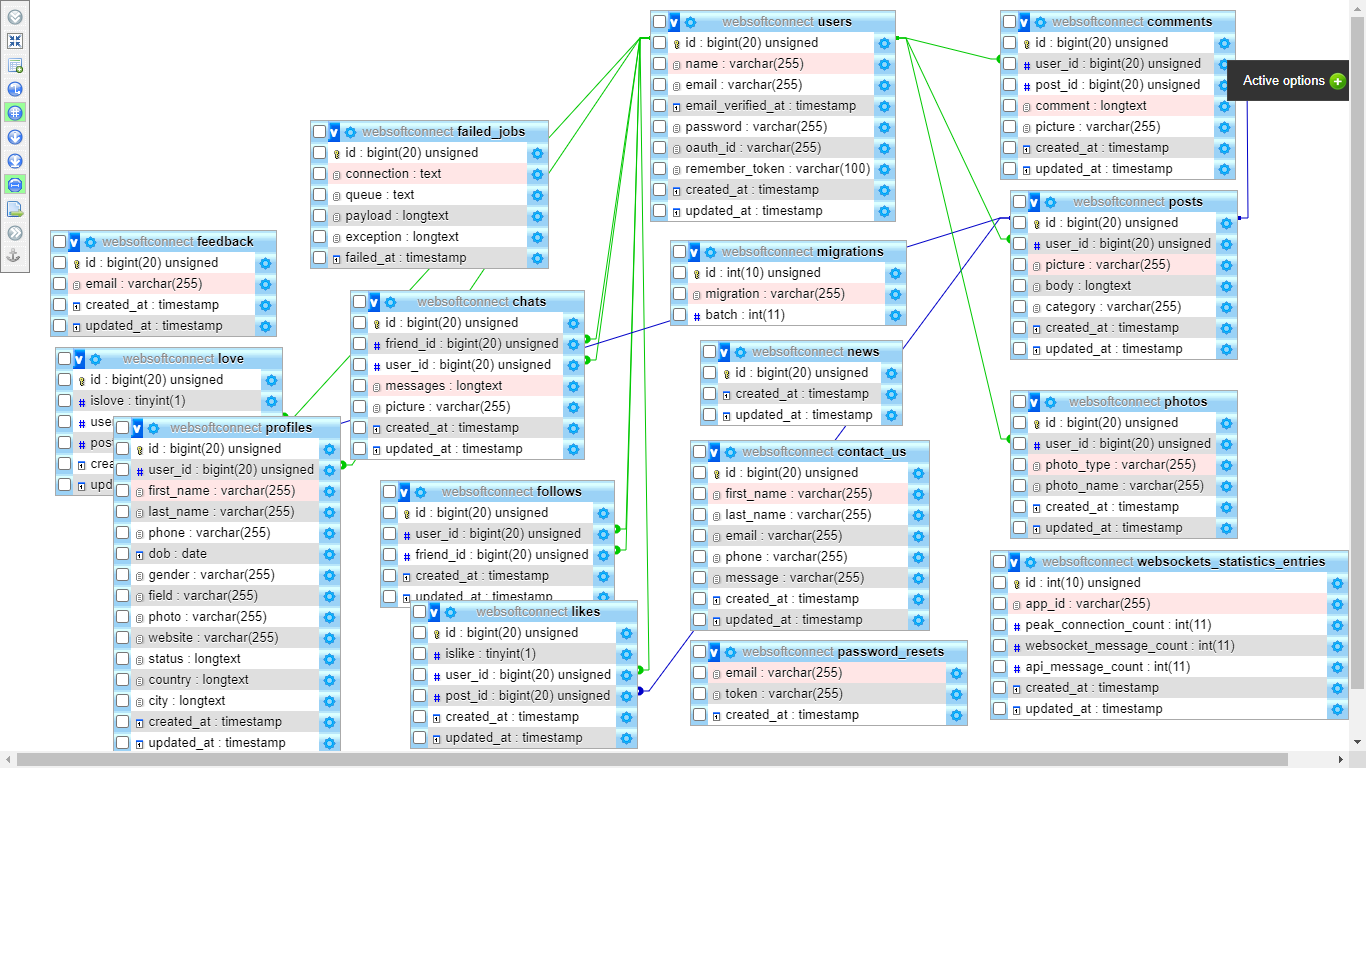 websoftconnect users
id : bigint(20) unsigned
name : varchar(255)
email : varchar(255)
email_verified_at : timestamp
password : varchar(255)
oauth_id : varchar(255)
remember_token : varchar(100)
created_at : timestamp
updated_at : timestamp
websoftconnect comments
id : bigint(20) unsigned
user_id : bigint(20) unsigned
post_id : bigint(20) unsigned
comment : longtext
picture : varchar(255)
created_at : timestamp
updated_at : timestamp
Active options
websoftconnect failed_jobs
id : bigint(20) unsigned
connection : text
queue : text
payload : longtext
exception : longtext
failed_at : timestamp
websoftconnect posts
id : bigint(20) unsigned
user_id : bigint(20) unsigned
picture : varchar(255)
body : longtext
category : varchar(255)
created_at : timestamp
updated_at : timestamp
websoftconnect feedback
id : bigint(20) unsigned
email : varchar(255)
created_at : timestamp
updated_at : timestamp
websoftconnect migrations
id : int(10) unsigned
migration : varchar(255)
batch : int(11)
websoftconnect chats
id : bigint(20) unsigned
friend_id : bigint(20) unsigned
user_id : bigint(20) unsigned
messages : longtext
picture : varchar(255)
created_at : timestamp
updated_at : timestamp
websoftconnect news
id : bigint(20) unsigned
created_at : timestamp
updated_at : timestamp
websoftconnect love
id : bigint(20) unsigned
islove : tinyint(1)
use
pos
crea
upd
websoftconnect photos
id : bigint(20) unsigned
user_id : bigint(20) unsigned
photo_type : varchar(255)
photo_name : varchar(255)
created_at : timestamp
updated_at : timestamp
websoftconnect profiles
id : bigint(20) unsigned
user_id : bigint(20) unsigned
first_name : varchar(255)
last_name : varchar(255)
phone : varchar(255)
dob : date
gender : varchar(255)
field : varchar(255)
photo : varchar(255)
website : varchar(255)
status : longtext
country : longtext
city : longtext
created_at : timestamp
updated_at : timestamp
websoftconnect contact_us
id : bigint(20) unsigned
first_name : varchar(255)
last_name : varchar(255)
email : varchar(255)
phone : varchar(255)
message : varchar(255)
created_at : timestamp
updated_at : timestamp
websoftconnect follows
id : bigint(20) unsigned
user_id : bigint(20) unsigned
friend_id : bigint(20) unsigned
created_at : timestamp
updated_at : timestamp
websoftconnect websockets_statistics_entries
id : int(10) unsigned
app_id : varchar(255)
peak_connection_count : int(11)
websocket_message_count : int(11)
api_message_count : int(11)
created_at : timestamp
updated_at : timestamp
websoftconnect likes
id : bigint(20) unsigned
islike : tinyint(1)
user_id : bigint(20) unsigned
post_id : bigint(20) unsigned
created_at : timestamp
updated_at : timestamp
websoftconnect password_resets
email : varchar(255)
token : varchar(255)
created_at : timestamp